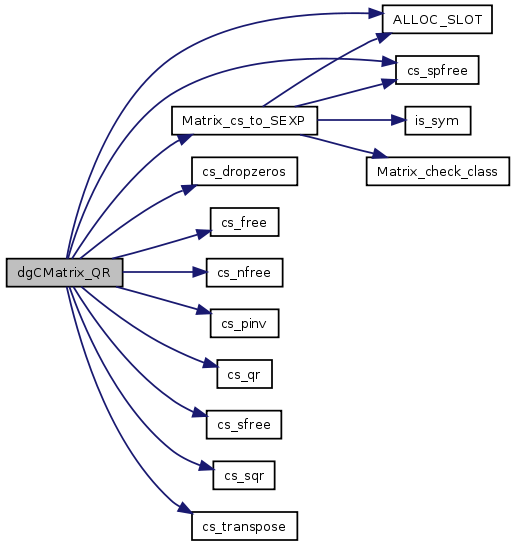 ALLOC_SLOT
cs_spfree
Matrix_cs_to_SEXP
is_sym
cs_dropzeros
Matrix_check_class
cs_free
dgCMatrix_QR
cs_nfree
cs_pinv
cs_qr
cs_sfree
cs_sqr
cs_transpose